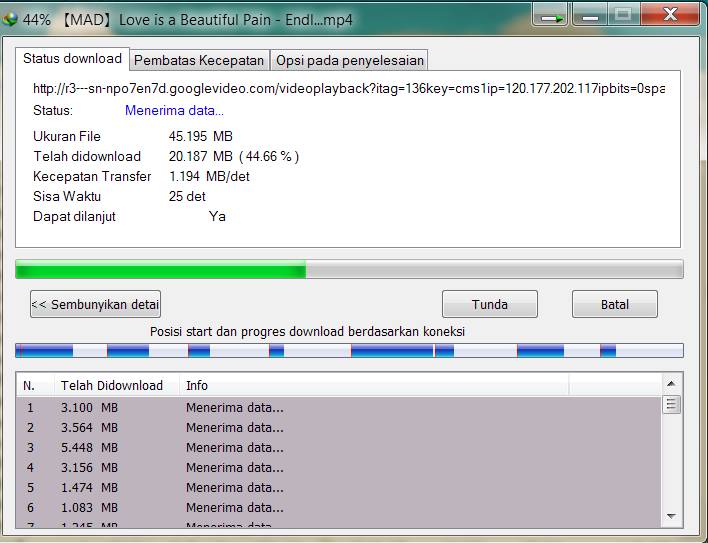 44% 【MAD】 Love is a Beautiful Pain - Endl...mp4
Status download Pembatas Kecepatan Opsi pada penyelesaian
http://r3---sn-npo7en7d.googlevideo.com/videoplayback?itag=136key=cms1ip=120.177.202.117ipbits=0spa
Status: Menerima data...
Ukuran File 45.195 MB
Telah didownload 20.187 MB ( 44.66 % )
Kecepatan Transfer 1.194 MB/det
Sisa Waktu 25 det
Dapat dilanjut Ya
<< Sembunyikan detai Tunda Batal
Posisi start dan progres download berdasarkan koneksi
N. Telah Didownload Info
1 3.100 MB Menerima data...
2 3.564 MB Menerima data...
3 5.448 MB Menerima data...
4 3.156 MB Menerima data...
5 1.474 MB Menerima data...
6 1.083 MB Menerima data...
7 1.245 MB Menerima data...